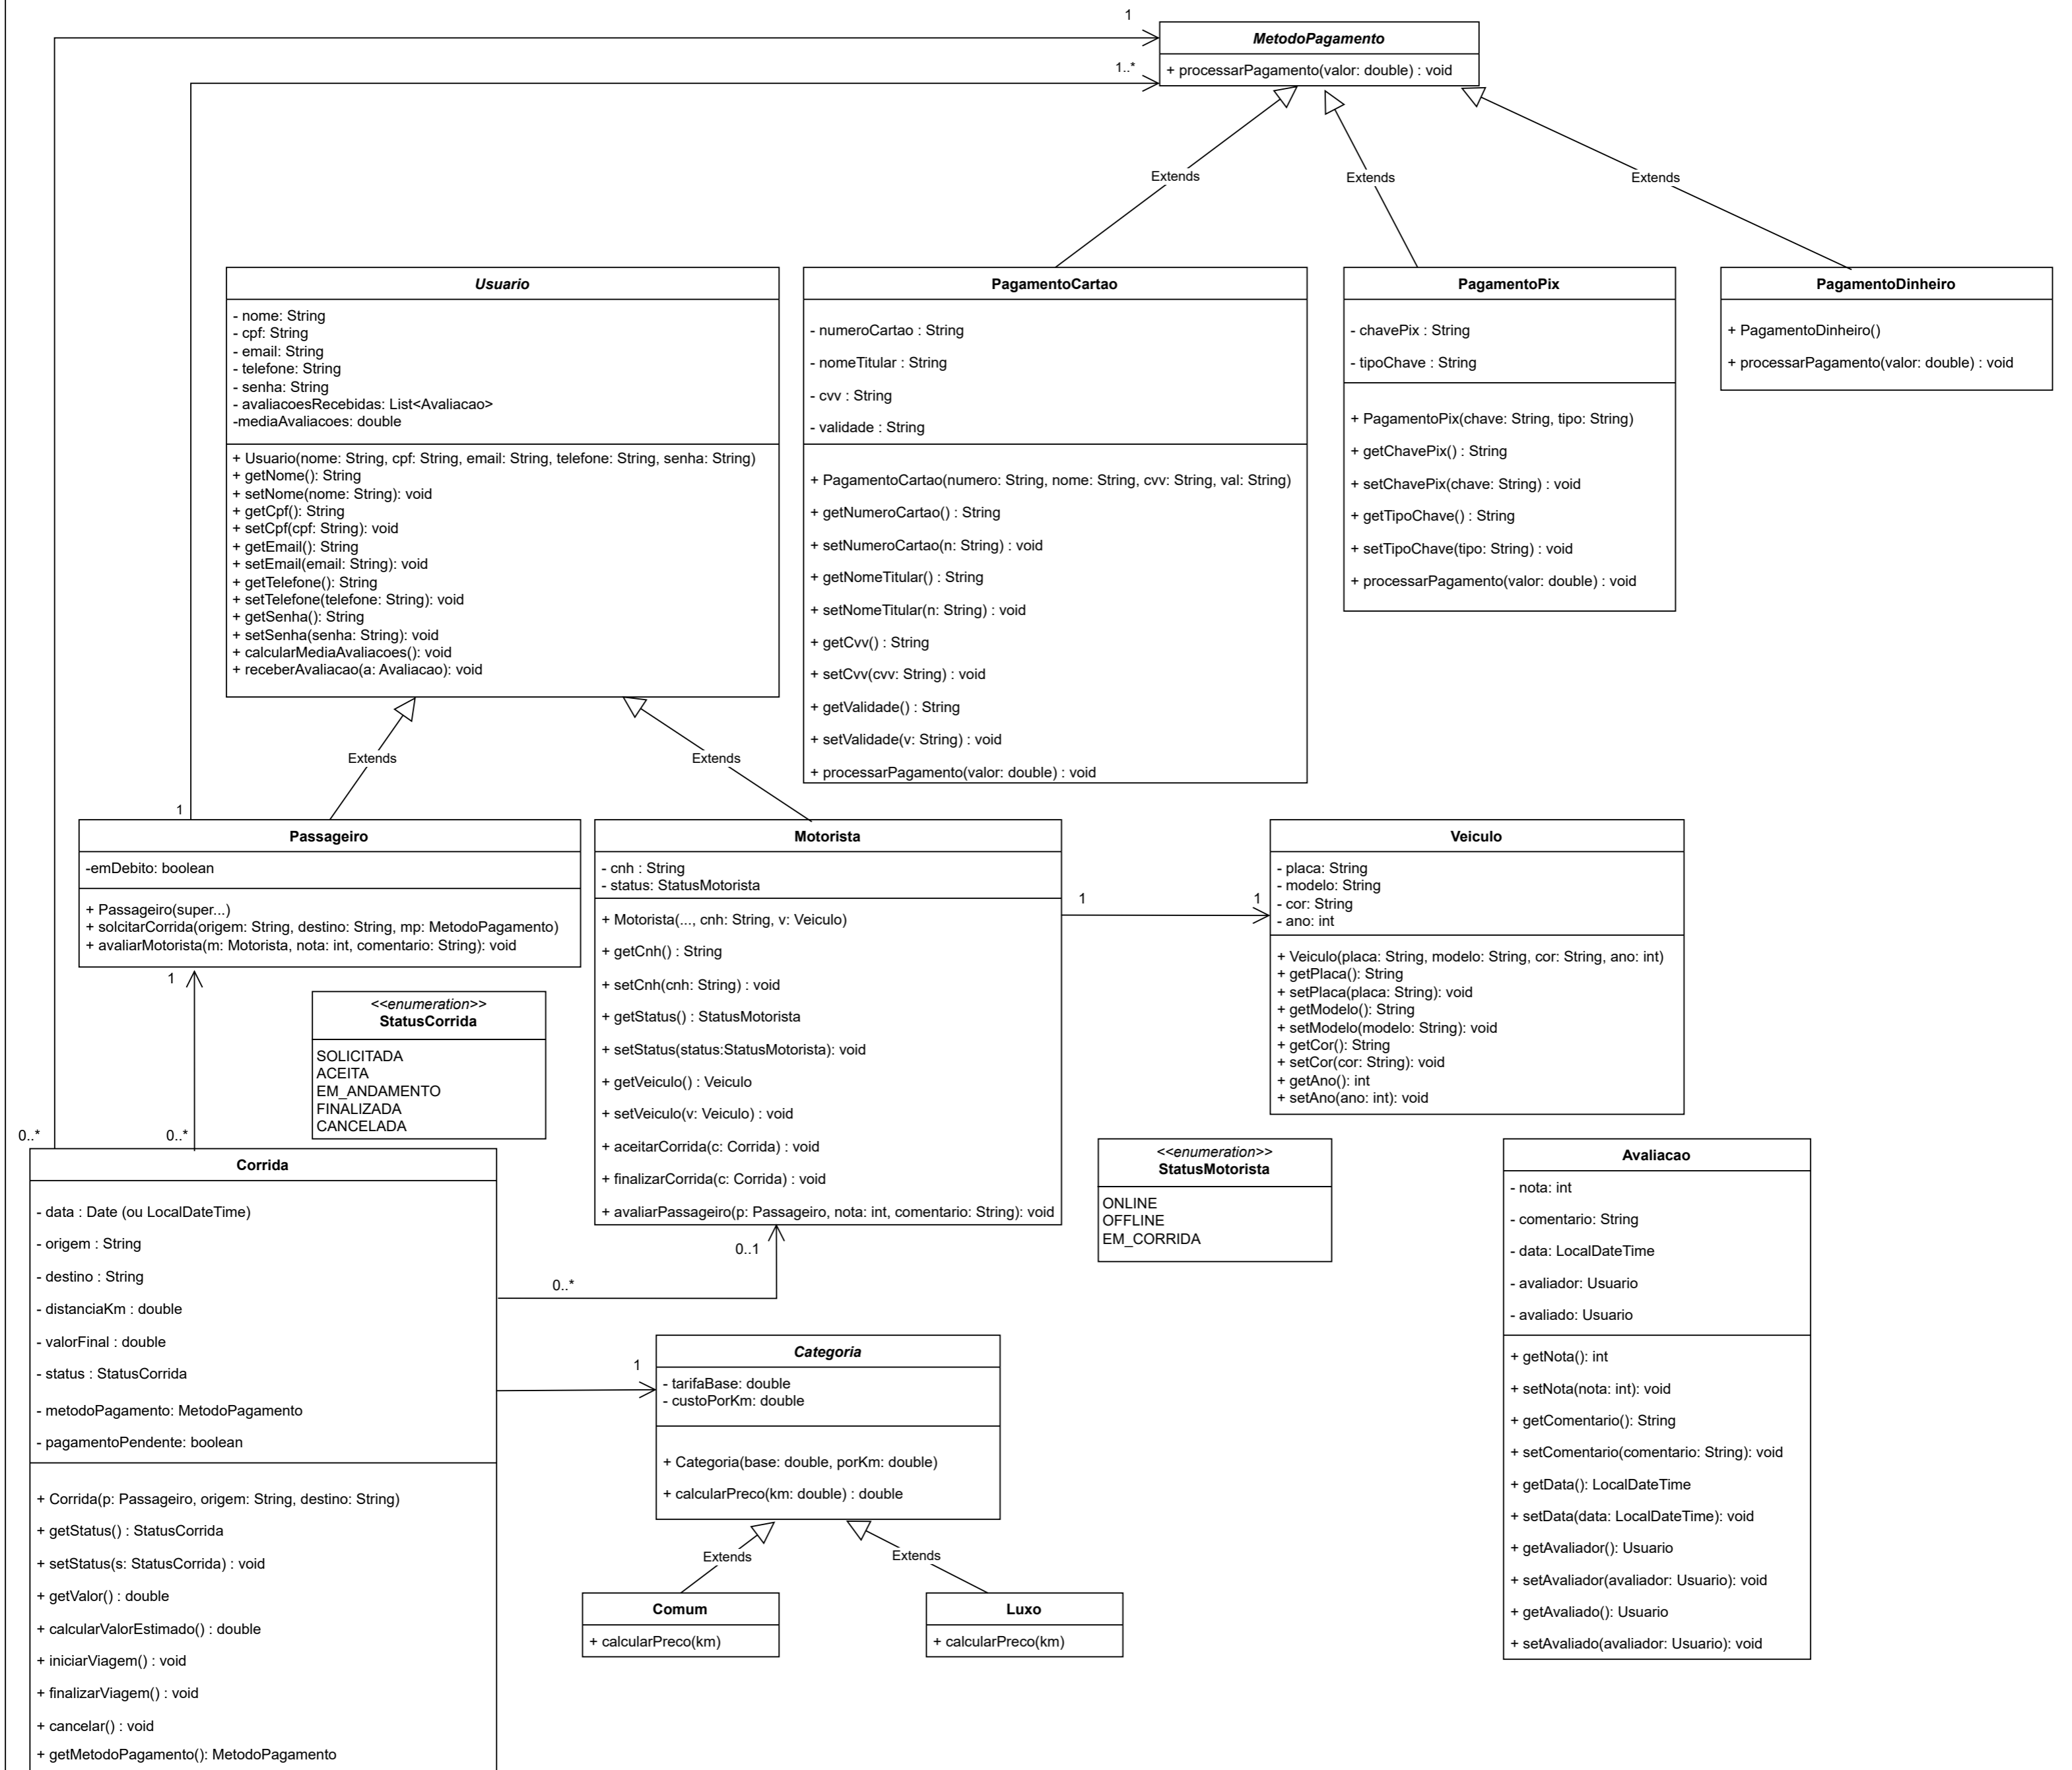 1
MetodoPagamento
+ processarPagamento(valor: double) : void
1..*
Extends
Extends
Extends
Usuario
- nome: String
- cpf: String
- email: String
- telefone: String
- senha: String
- avaliacoesRecebidas: List<Avaliacao>
-mediaAvaliacoes: double
+ Usuario(nome: String, cpf: String, email: String, telefone: String, senha: String)
+ getNome(): String
+ setNome(nome: String): void
+ getCpf(): String
+ setCpf(cpf: String): void
+ getEmail(): String
+ setEmail(email: String): void
+ getTelefone(): String
+ setTelefone(telefone: String): void
+ getSenha(): String
+ setSenha(senha: String): void
+ calcularMediaAvaliacoes(): void
+ receberAvaliacao(a: Avaliacao): void
PagamentoCartao
- numeroCartao : String
- nomeTitular : String
- cvv : String
- validade : String
+ PagamentoCartao(numero: String, nome: String, cvv: String, val: String)
+ getNumeroCartao() : String
+ setNumeroCartao(n: String) : void
+ getNomeTitular() : String
+ setNomeTitular(n: String) : void
+ getCvv() : String
+ setCvv(cvv: String) : void
+ getValidade() : String
+ setValidade(v: String) : void
+ processarPagamento(valor: double) : void
PagamentoPix
- chavePix : String
- tipoChave : String
+ PagamentoPix(chave: String, tipo: String)
+ getChavePix() : String
+ setChavePix(chave: String) : void
+ getTipoChave() : String
+ setTipoChave(tipo: String) : void
+ processarPagamento(valor: double) : void
PagamentoDinheiro
+ PagamentoDinheiro()
+ processarPagamento(valor: double) : void
Extends
Extends
1
Passageiro
-emDebito: boolean
+ Passageiro(super...)
+ solcitarCorrida(origem: String, destino: String, mp: MetodoPagamento)
+ avaliarMotorista(m: Motorista, nota: int, comentario: String): void
1
Motorista
- cnh : String
- status: StatusMotorista
+ Motorista(..., cnh: String, v: Veiculo)
+ getCnh() : String
+ setCnh(cnh: String) : void
+ getStatus() : StatusMotorista
+ setStatus(status:StatusMotorista): void
+ getVeiculo() : Veiculo
+ setVeiculo(v: Veiculo) : void
+ aceitarCorrida(c: Corrida) : void
+ finalizarCorrida(c: Corrida) : void
+ avaliarPassageiro(p: Passageiro, nota: int, comentario: String): void
1
1
Veiculo
- placa: String
- modelo: String
- cor: String
- ano: int
+ Veiculo(placa: String, modelo: String, cor: String, ano: int)
+ getPlaca(): String
+ setPlaca(placa: String): void
+ getModelo(): String
+ setModelo(modelo: String): void
+ getCor(): String
+ setCor(cor: String): void
+ getAno(): int
+ setAno(ano: int): void
<<enumeration>>
StatusCorrida
SOLICITADA
ACEITA
EM_ANDAMENTO
FINALIZADA
CANCELADA
0..*
0..*
Corrida
- data : Date (ou LocalDateTime)
- origem : String
- destino : String
- distanciaKm : double
- valorFinal : double
- status : StatusCorrida
- metodoPagamento: MetodoPagamento
- pagamentoPendente: boolean
+ Corrida(p: Passageiro, origem: String, destino: String)
+ getStatus() : StatusCorrida
+ setStatus(s: StatusCorrida) : void
+ getValor() : double
+ calcularValorEstimado() : double
+ iniciarViagem() : void
+ finalizarViagem() : void
+ cancelar() : void
+ getMetodoPagamento(): MetodoPagamento
0..1
0..*
1
<<enumeration>>
StatusMotorista
ONLINE
OFFLINE
EM_CORRIDA
Categoria
- tarifaBase: double
- custoPorKm: double
+ Categoria(base: double, porKm: double)
+ calcularPreco(km: double) : double
Extends
Extends
Comum
+ calcularPreco(km)
Luxo
+ calcularPreco(km)
Avaliacao
- nota: int
- comentario: String
- data: LocalDateTime
- avaliador: Usuario
- avaliado: Usuario
+ getNota(): int
+ setNota(nota: int): void
+ getComentario(): String
+ setComentario(comentario: String): void
+ getData(): LocalDateTime
+ setData(data: LocalDateTime): void
+ getAvaliador(): Usuario
+ setAvaliador(avaliador: Usuario): void
+ getAvaliado(): Usuario
+ setAvaliado(avaliador: Usuario): void